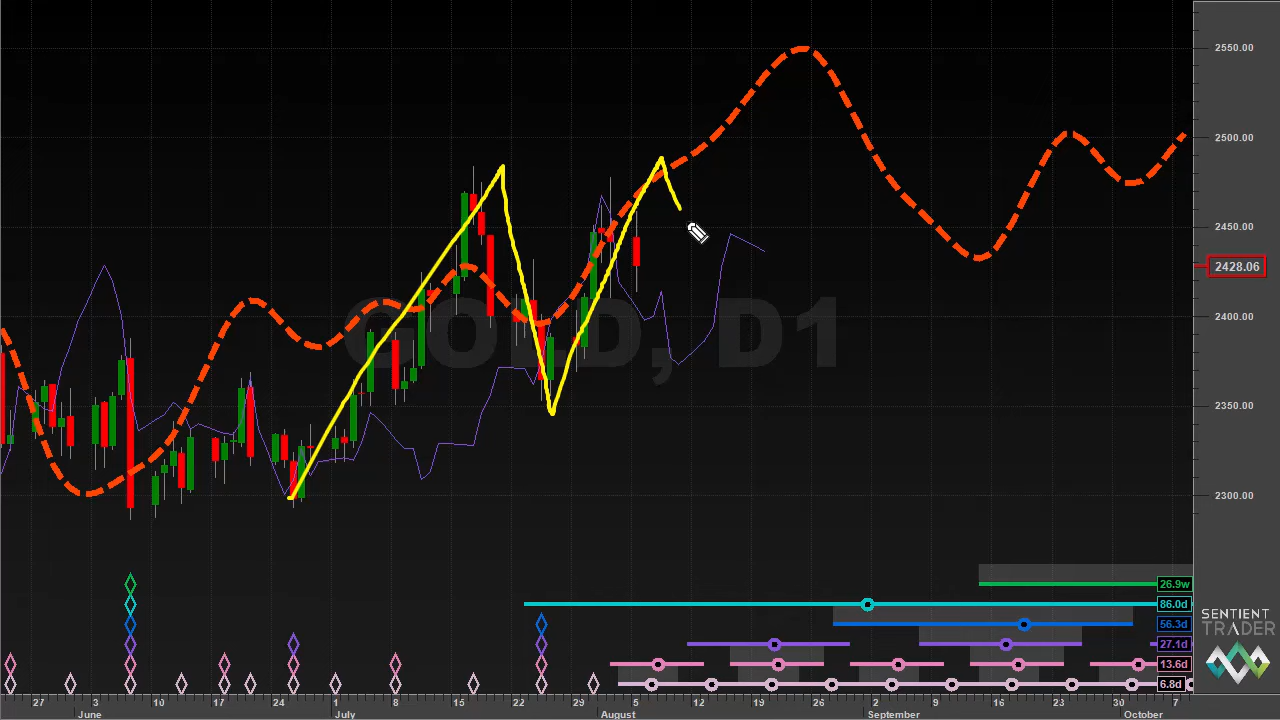 GOLD, D1
2550.00
2500.00
2450.00
2428.06
2400.00
2350.00
2300.00
26.9w
86.0d
56.3d
27.1d
13.6d
6.8d
SENTIENT
TRADER
27 3 10 17 24 1 8 15 22 29 5 12 19 26 2 9 16 23 7
June July August September October